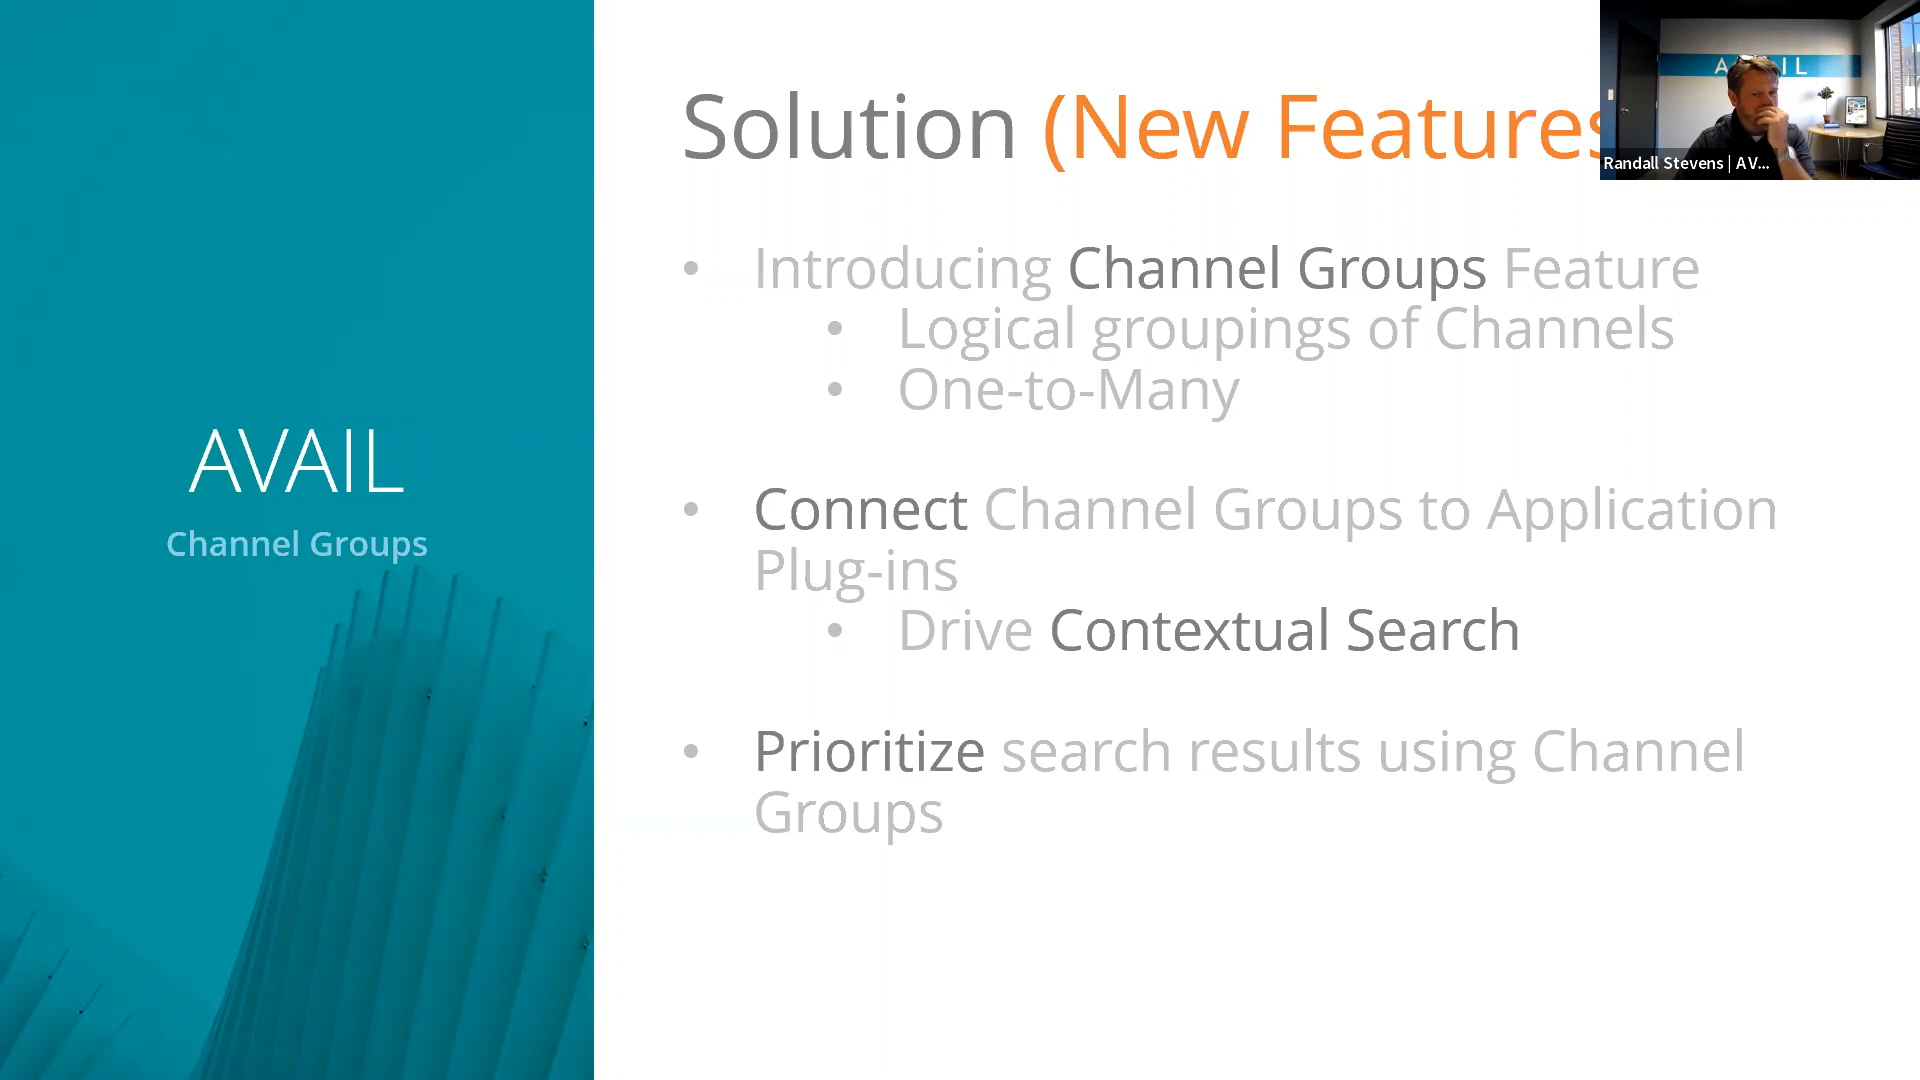 AVAIL
Channel Groups
Solution (New Features
• Introducing Channel Groups Feature
• Logical groupings of Channels
• One-to-Many
• Connect Channel Groups to Application
Plug-ins
• Drive Contextual Search
• Prioritize search results using Channel
Groups
Randall Stevens | AV...